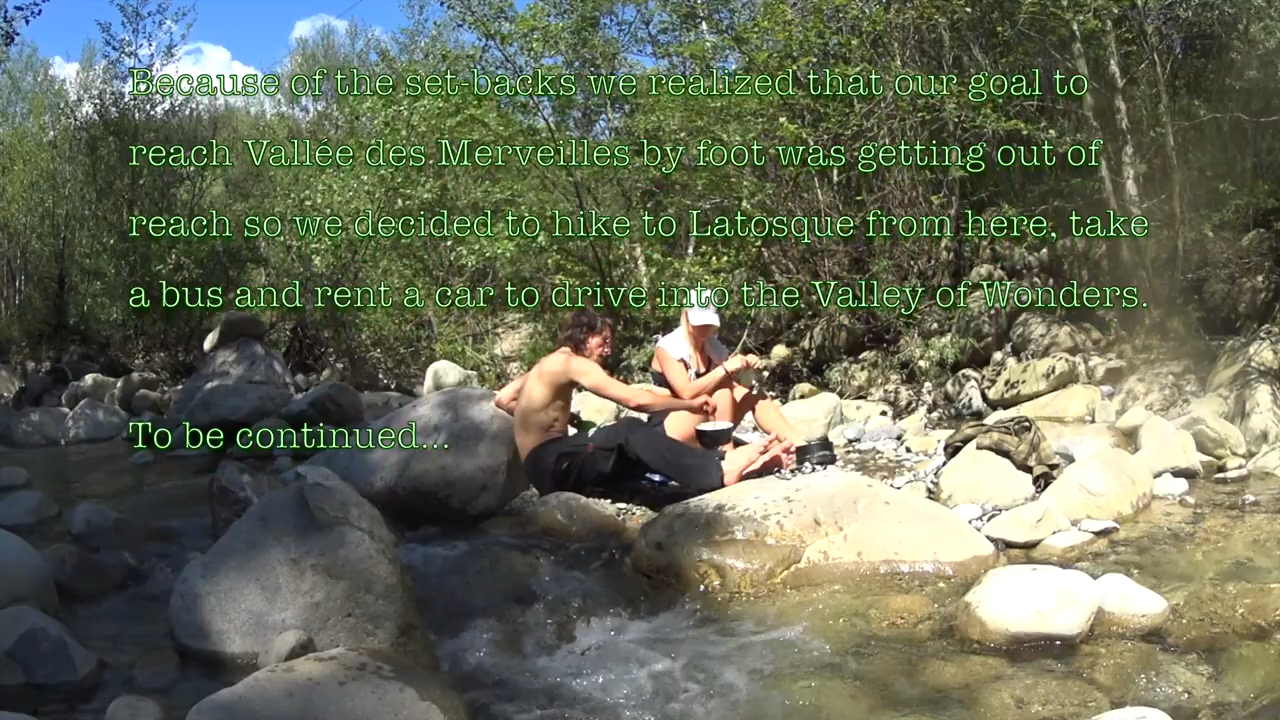 Because of the set-backs we realized that our goal to
reach Vallée des Merveilles by foot was getting out of
reach so we decided to hike to Latosque from here, take
a bus and rent a car to drive into the Valley of Wonders.
To be continued...